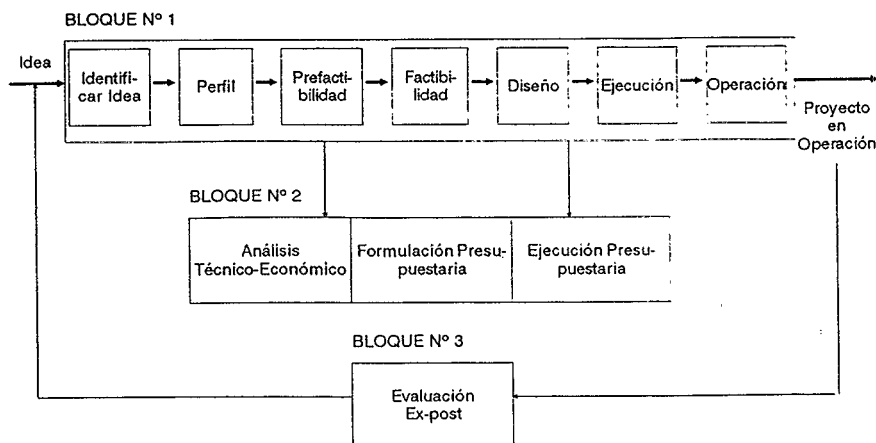 BLOQUE Nº 1
Idea
Identifi-
car Idea
Perfil
Prefacti-
bilidad
Factibi-
lidad
Diseño
Ejecución
Operación
Proyecto
en
Operación
BLOQUE Nº 2
Análisis
Técnico-Económico
Formulación Presu-
puestaria
Ejecución Presu-
puestaria
BLOQUE Nº 3
Evaluación
Ex-post